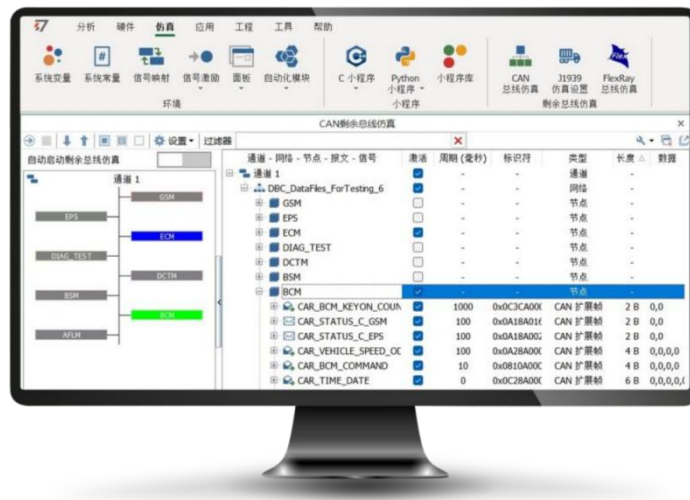 分析 硬件 仿真 应用 工程 工具 帮助
系统变量 系统常量 信号映射 信号激励 面板 自动化模块 C 小程序 Python 小程序 小程序库 CAN 总线仿真 J1939 仿真设置 FlexRay 总线仿真
环境 小程序 剩余总线仿真
CAN剩余总线仿真
设置 过滤器
自动启动剩余总线仿真
通道 1
GSM
EPS
ECM
DIAG_TEST
DCTM
BSM
BCM
AFLM
通道 - 网络 - 节点 - 报文 - 信号 激活 周期 (毫秒) 标识符 类型 长度 数据
通道 1 - - 通道 -
DBC_DataFiles_ForTesting_6 - - 网络 -
GSM - - 节点 -
EPS - - 节点 -
ECM - - 节点 -
DIAG_TEST - - 节点 -
DCTM - - 节点 -
BSM - - 节点 -
BCM - - 节点 -
CAR_BCM_KEYON_COUN 1000 0x0C3CA00( CAN 扩展帧 2 B 0,0
CAR_STATUS_C_GSM 100 0x0A18A016 CAN 扩展帧 2 B 0,0
CAR_STATUS_C_EPS 100 0x0A18A002 CAN 扩展帧 2 B 0,0
CAR_VEHICLE_SPEED_OD 100 0x0A28A00( CAN 扩展帧 4 B 0,0,0,0
CAR_BCM_COMMAND 10 0x0810A00( CAN 扩展帧 4 B 0,0,0,0
CAR_TIME_DATE 0 0x0C28A00( CAN 扩展帧 6 B 0,0,0,0,(